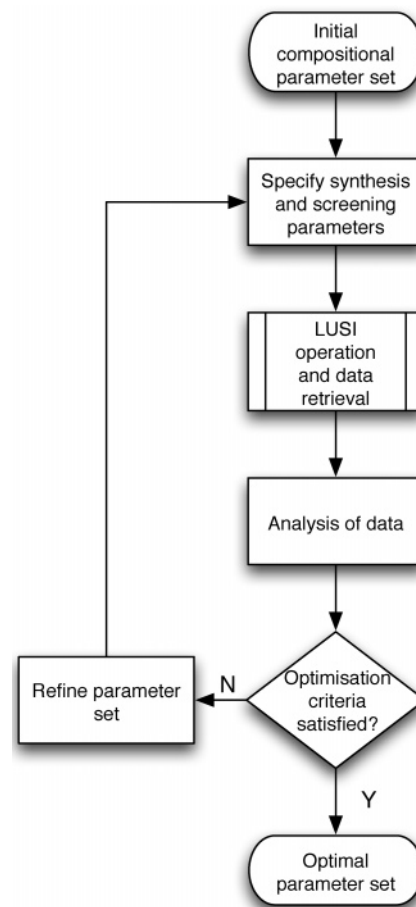 Initial
compositional
parameter set
Specify synthesis
and screening
parameters
LUSI
operation
and data
retrieval
Analysis of data
Optimisation
criteria
satisfied?
N
Refine parameter
set
Y
Optimal
parameter set